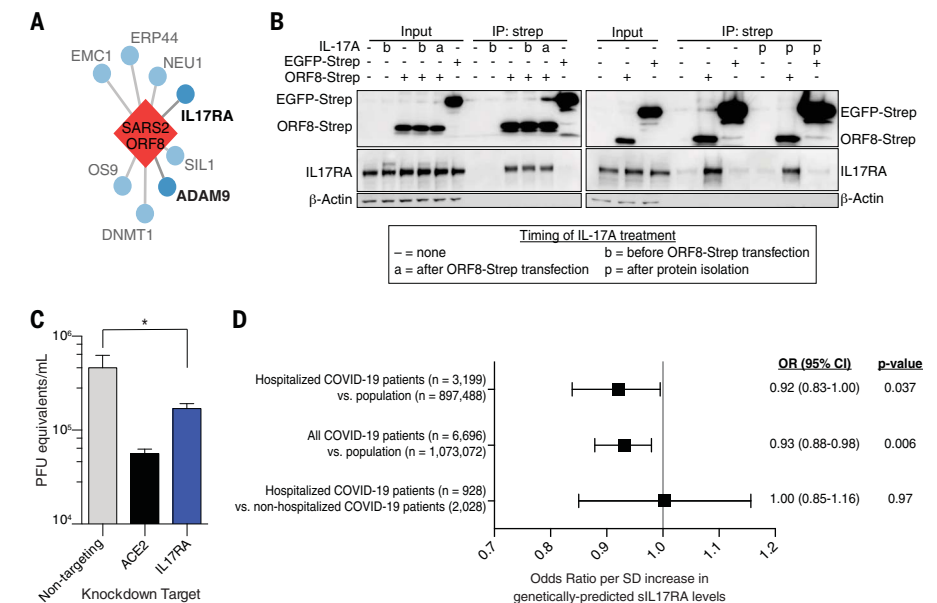 A
EMC1
ERP44
NEU1
IL17RA
SARS2
ORF8
SIL1
OS9
ADAM9
DNMT1
B
Input IP: strep Input IP: strep
IL-17A - b - b a - - b - b a - - - - - - - p p p
EGFP-Strep - - - - - + - - - - - + - - + - - + - - +
ORF8-Strep - - + + + - - - + + + - - + - - + - - + -
EGFP-Strep EGFP-Strep
ORF8-Strep ORF8-Strep
IL17RA IL17RA
β-Actin β-Actin
Timing of IL-17A treatment
– = none b = before ORF8-Strep transfection
a = after ORF8-Strep transfection p = after protein isolation
C
PFU equivalents/mL
10⁶
10⁵
10⁴
*
Non-targeting
ACE2
IL17RA
Knockdown Target
D
OR (95% CI) p-value
Hospitalized COVID-19 patients (n = 3,199)
vs. population (n = 897,488)
0.92 (0.83-1.00) 0.037
All COVID-19 patients (n = 6,696)
vs. population (n = 1,073,072)
0.93 (0.88-0.98) 0.006
Hospitalized COVID-19 patients (n = 928)
vs. non-hospitalized COVID-19 patients (2,028)
1.00 (0.85-1.16) 0.97
0.7 0.8 0.9 1.0 1.1 1.2
Odds Ratio per SD increase in
genetically-predicted sIL17RA levels